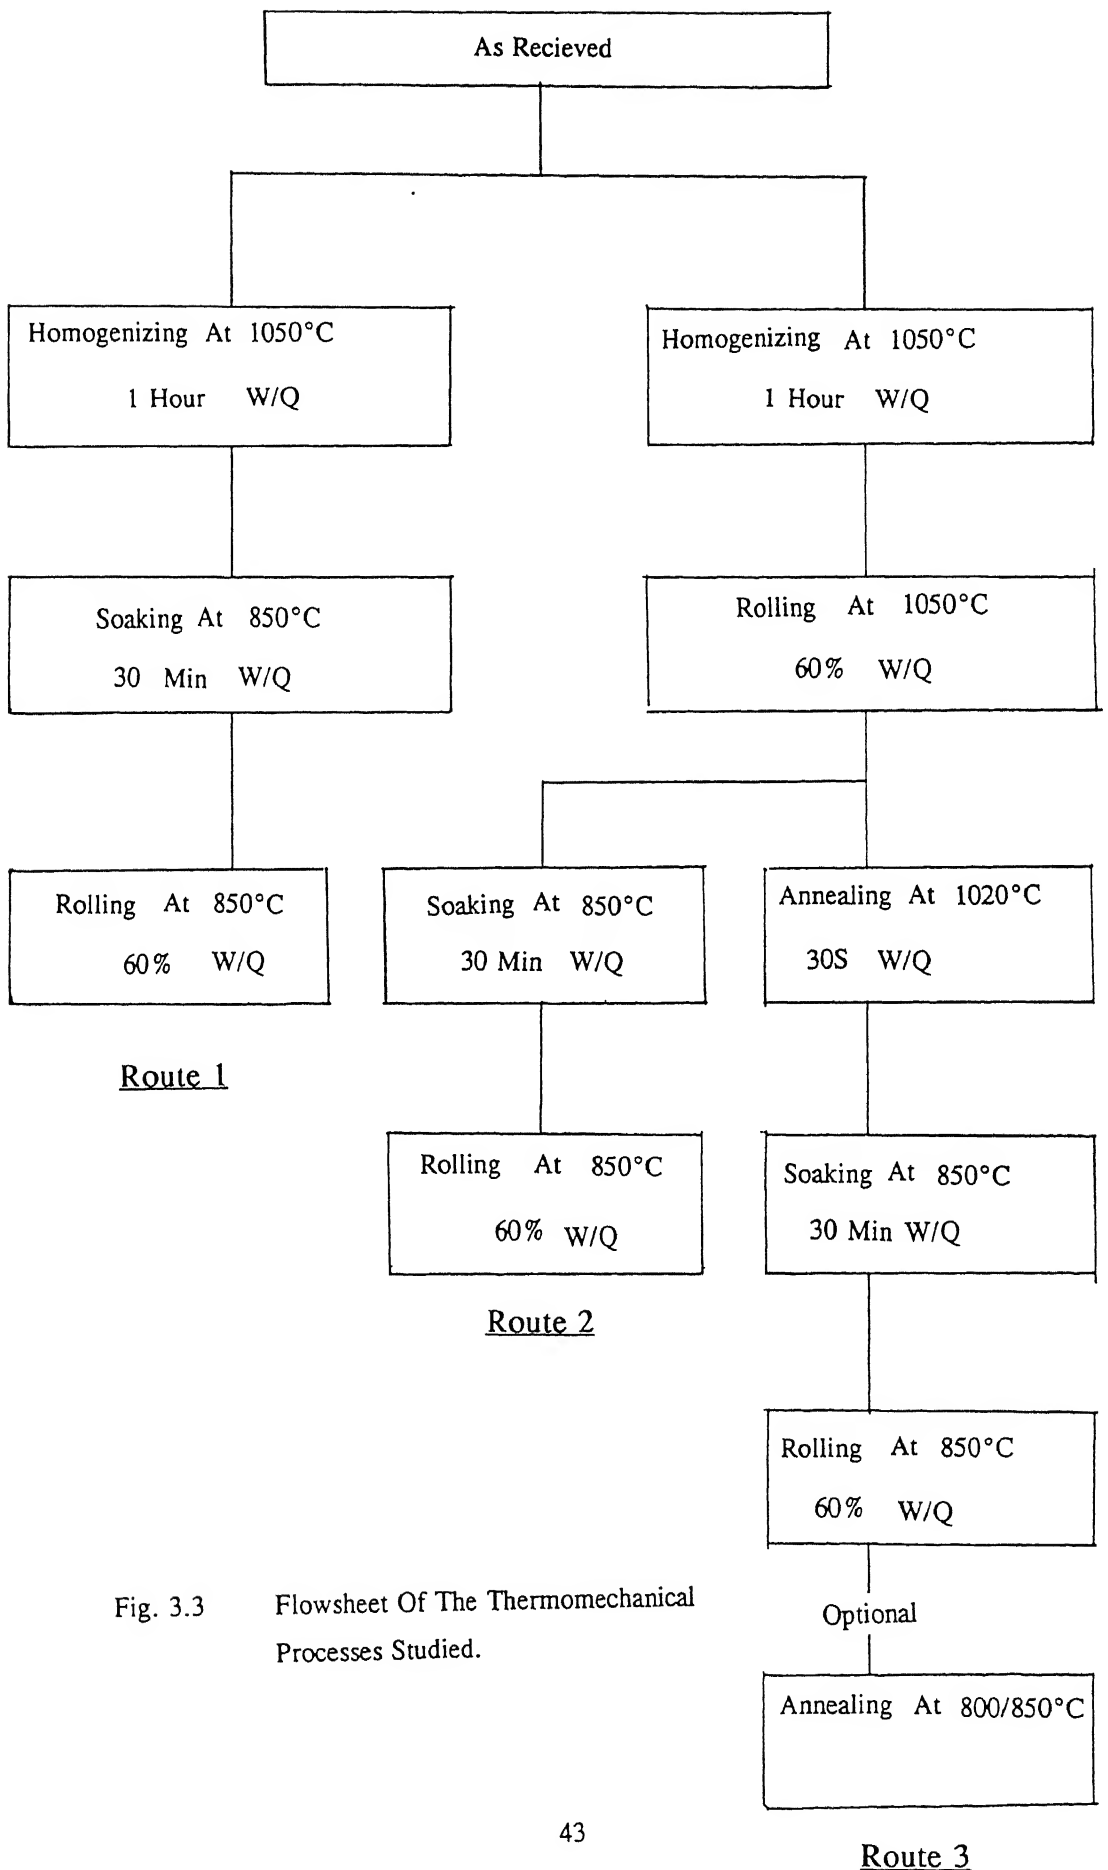 As Recieved
Homogenizing At 1050°C
1 Hour W/Q
Homogenizing At 1050°C
1 Hour W/Q
Soaking At 850°C
30 Min W/Q
Rolling At 1050°C
60% W/Q
Rolling At 850°C
60% W/Q
Route 1
Soaking At 850°C
30 Min W/Q
Annealing At 1020°C
30S W/Q
Rolling At 850°C
60% W/Q
Route 2
Soaking At 850°C
30 Min W/Q
Rolling At 850°C
60% W/Q
Optional
Annealing At 800/850°C
Route 3
Fig. 3.3 Flowsheet Of The Thermomechanical
Processes Studied.
43